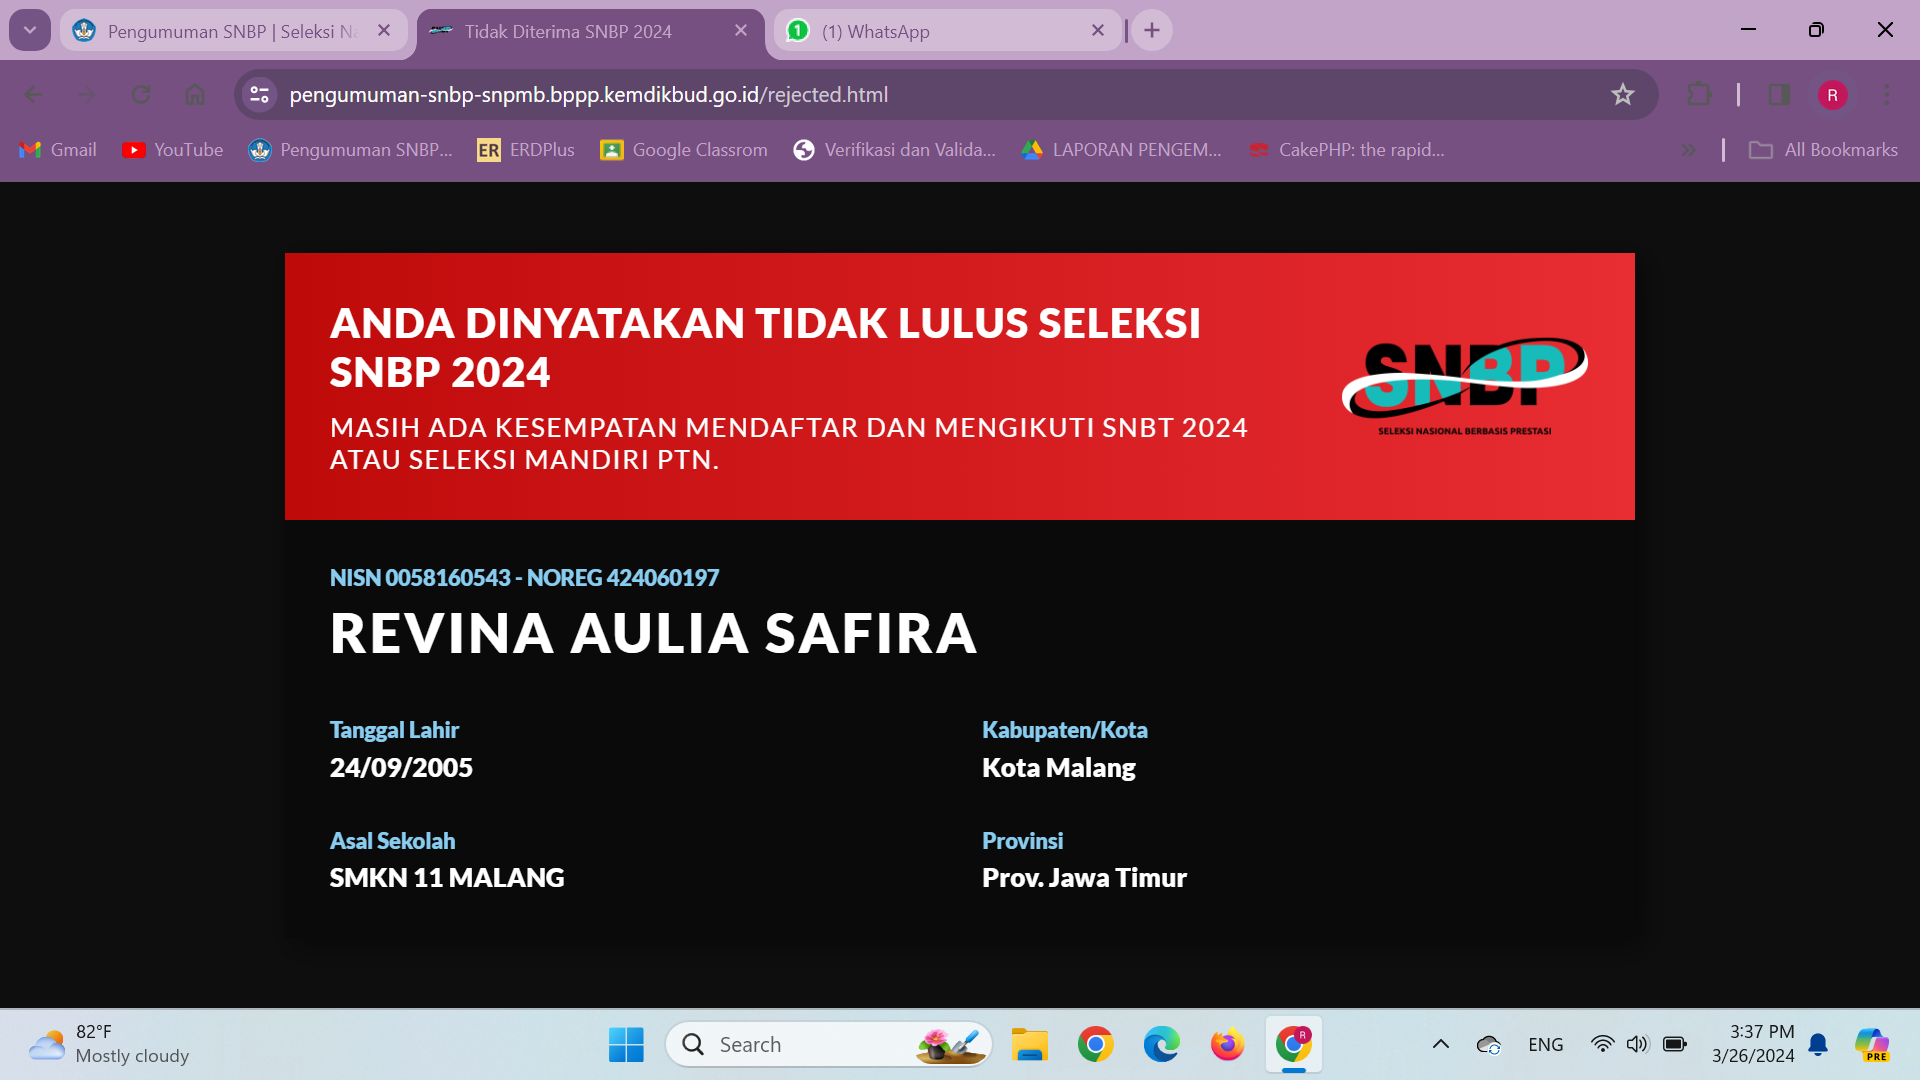 Pengumuman SNBP | Seleksi Na
Tidak Diterima SNBP 2024
1
(1) WhatsApp
pengumuman-snbp-snpmb.bppp.kemdikbud.go.id/rejected.html
R
Gmail
YouTube
Pengumuman SNBP...
ER
ERDPlus
Google Classrom
Verifikasi dan Valida...
LAPORAN PENGEM...
CakePHP: the rapid...
»
All Bookmarks
ANDA DINYATAKAN TIDAK LULUS SELEKSI
SNBP 2024
MASIH ADA KESEMPATAN MENDAFTAR DAN MENGIKUTI SNBT 2024
ATAU SELEKSI MANDIRI PTN.
SNBP
SELEKSI NASIONAL BERBASIS PRESTASI
NISN 0058160543 - NOREG 424060197
REVINA AULIA SAFIRA
Tanggal Lahir
24/09/2005
Kabupaten/Kota
Kota Malang
Asal Sekolah
SMKN 11 MALANG
Provinsi
Prov. Jawa Timur
82°F
Mostly cloudy
Search
R
ENG
3:37 PM
3/26/2024
PRE